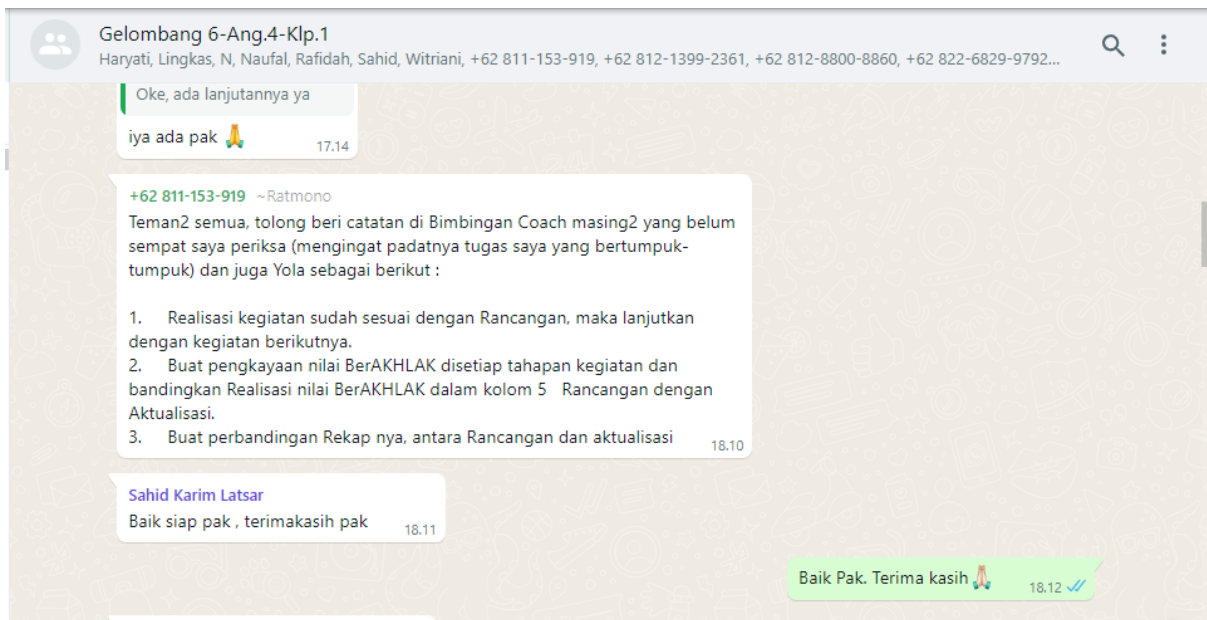 Gelombang 6-Ang.4-Klp.1
Haryati, Lingkas, N, Naufal, Rafidah, Sahid, Witriani, +62 811-153-919, +62 812-1399-2361, +62 812-8800-8860, +62 822-6829-9792...
Oke, ada lanjutannya ya
iya ada pak 🙏
17.14
+62 811-153-919 ~Ratmono
Teman2 semua, tolong beri catatan di Bimbingan Coach masing2 yang belum
sempat saya periksa (mengingat padatnya tugas saya yang bertumpuk-
tumpuk) dan juga Yola sebagai berikut :
1. Realisasi kegiatan sudah sesuai dengan Rancangan, maka lanjutkan
dengan kegiatan berikutnya.
2. Buat pengkayaan nilai BerAKHLAK disetiap tahapan kegiatan dan
bandingkan Realisasi nilai BerAKHLAK dalam kolom 5 Rancangan dengan
Aktualisasi.
3. Buat perbandingan Rekap nya, antara Rancangan dan aktualisasi
18.10
Sahid Karim Latsar
Baik siap pak , terimakasih pak
18.11
Baik Pak. Terima kasih 🙏🏻
18.12